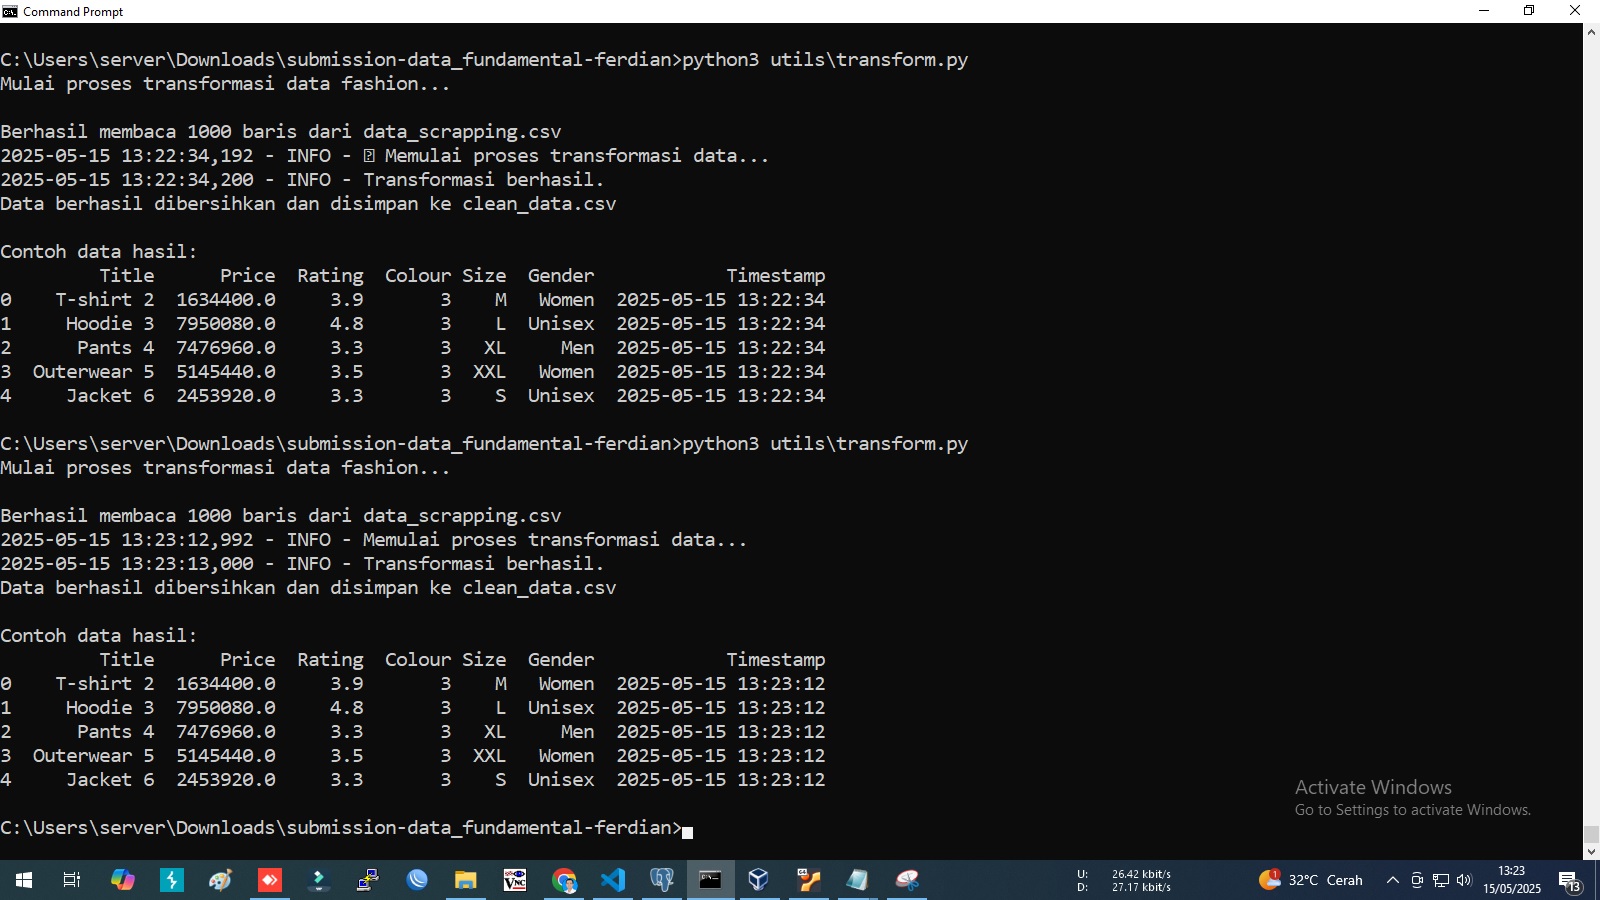 Command Prompt
C:\Users\server\Downloads\submission-data_fundamental-ferdian>python3 utils\transform.py
Mulai proses transformasi data fashion...
Berhasil membaca 1000 baris dari data_scrapping.csv
2025-05-15 13:22:34,192 - INFO - Memulai proses transformasi data...
2025-05-15 13:22:34,200 - INFO - Transformasi berhasil.
Data berhasil dibersihkan dan disimpan ke clean_data.csv
Contoh data hasil:
Title Price Rating Colour Size Gender Timestamp
0 T-shirt 2 1634400.0 3.9 3 M Women 2025-05-15 13:22:34
1 Hoodie 3 7950080.0 4.8 3 L Unisex 2025-05-15 13:22:34
2 Pants 4 7476960.0 3.3 3 XL Men 2025-05-15 13:22:34
3 Outerwear 5 5145440.0 3.5 3 XXL Women 2025-05-15 13:22:34
4 Jacket 6 2453920.0 3.3 3 S Unisex 2025-05-15 13:22:34
C:\Users\server\Downloads\submission-data_fundamental-ferdian>python3 utils\transform.py
Mulai proses transformasi data fashion...
Berhasil membaca 1000 baris dari data_scrapping.csv
2025-05-15 13:23:12,992 - INFO - Memulai proses transformasi data...
2025-05-15 13:23:13,000 - INFO - Transformasi berhasil.
Data berhasil dibersihkan dan disimpan ke clean_data.csv
Contoh data hasil:
Title Price Rating Colour Size Gender Timestamp
0 T-shirt 2 1634400.0 3.9 3 M Women 2025-05-15 13:23:12
1 Hoodie 3 7950080.0 4.8 3 L Unisex 2025-05-15 13:23:12
2 Pants 4 7476960.0 3.3 3 XL Men 2025-05-15 13:23:12
3 Outerwear 5 5145440.0 3.5 3 XXL Women 2025-05-15 13:23:12
4 Jacket 6 2453920.0 3.3 3 S Unisex 2025-05-15 13:23:12
Activate Windows
Go to Settings to activate Windows.
C:\Users\server\Downloads\submission-data_fundamental-ferdian>
VNC
U: 26.42 kbit/s
D: 27.17 kbit/s
1
32°C Cerah
13:23
15/05/2025
13